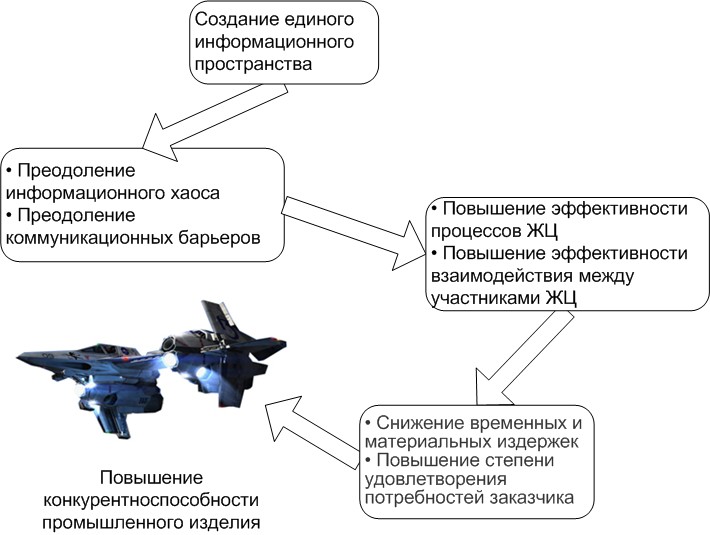 Создание единого
информационного
пространства
• Преодоление
информационного хаоса
• Преодоление
коммуникационных барьеров
• Повышение эффективности
процессов ЖЦ
• Повышение эффективности
взаимодействия между
участниками ЖЦ
• Снижение временных и
материальных издержек
• Повышение степени
удовлетворения
потребностей заказчика
Повышение
конкурентноспособности
промышленного изделия